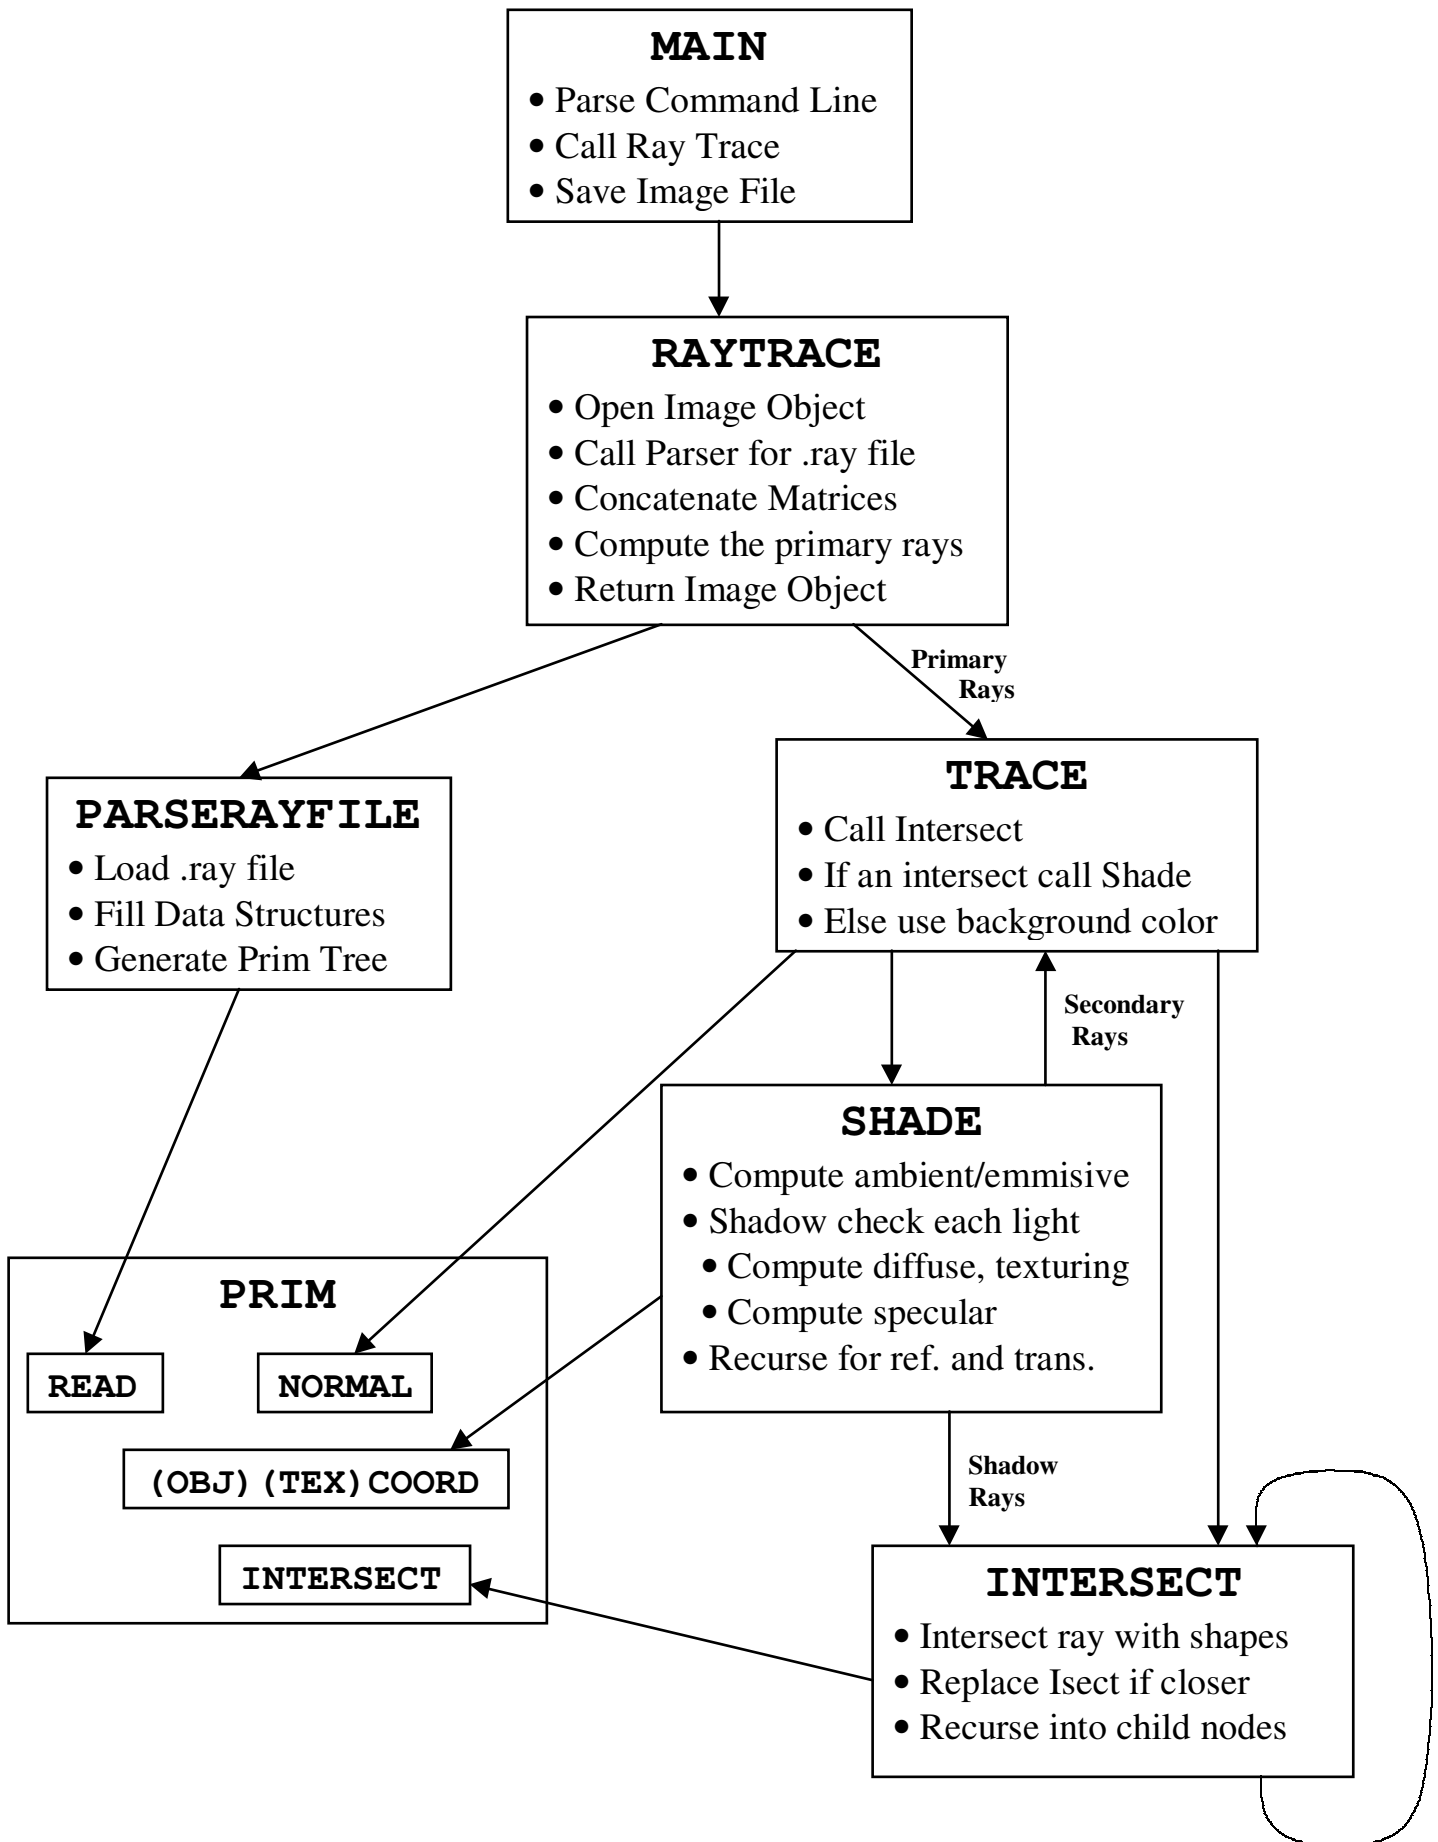 MAIN
• Parse Command Line
• Call Ray Trace
• Save Image File
RAYTRACE
• Open Image Object
• Call Parser for .ray file
• Concatenate Matrices
• Compute the primary rays
• Return Image Object
Primary
Rays
PARSERAYFILE
• Load .ray file
• Fill Data Structures
• Generate Prim Tree
TRACE
• Call Intersect
• If an intersect call Shade
• Else use background color
Secondary
Rays
SHADE
• Compute ambient/emmisive
• Shadow check each light
• Compute diffuse, texturing
• Compute specular
• Recurse for ref. and trans.
PRIM
READ
NORMAL
(OBJ)(TEX)COORD
INTERSECT
Shadow
Rays
INTERSECT
• Intersect ray with shapes
• Replace Isect if closer
• Recurse into child nodes